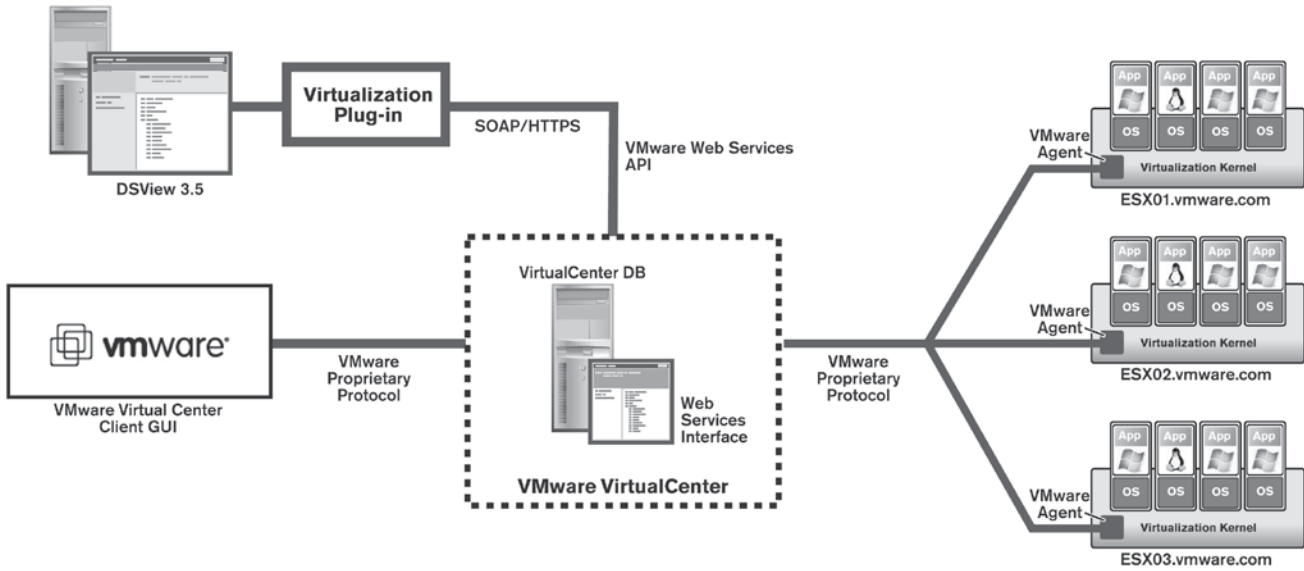 Virtualization
Plug-in
SOAP/HTTPS
VMware Web Services
API
DSView 3.5
VirtualCenter DB
Web
Services
Interface
VMware VirtualCenter
vmware®
VMware Virtual Center
Client GUI
VMware
Proprietary
Protocol
VMware
Proprietary
Protocol
App App App App
OS OS OS OS
VMware
Agent
Virtualization Kernel
ESX01.vmware.com
App App App App
OS OS OS OS
VMware
Agent
Virtualization Kernel
ESX02.vmware.com
App App App App
OS OS OS OS
VMware
Agent
Virtualization Kernel
ESX03.vmware.com